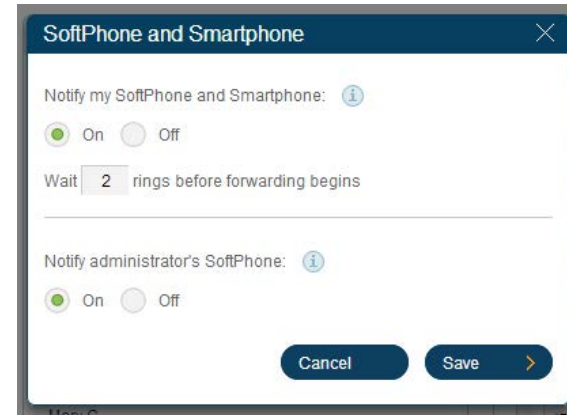 SoftPhone and Smartphone
Notify my SoftPhone and Smartphone:
On Off
Wait 2 rings before forwarding begins
Notify administrator's SoftPhone:
On Off
Cancel Save